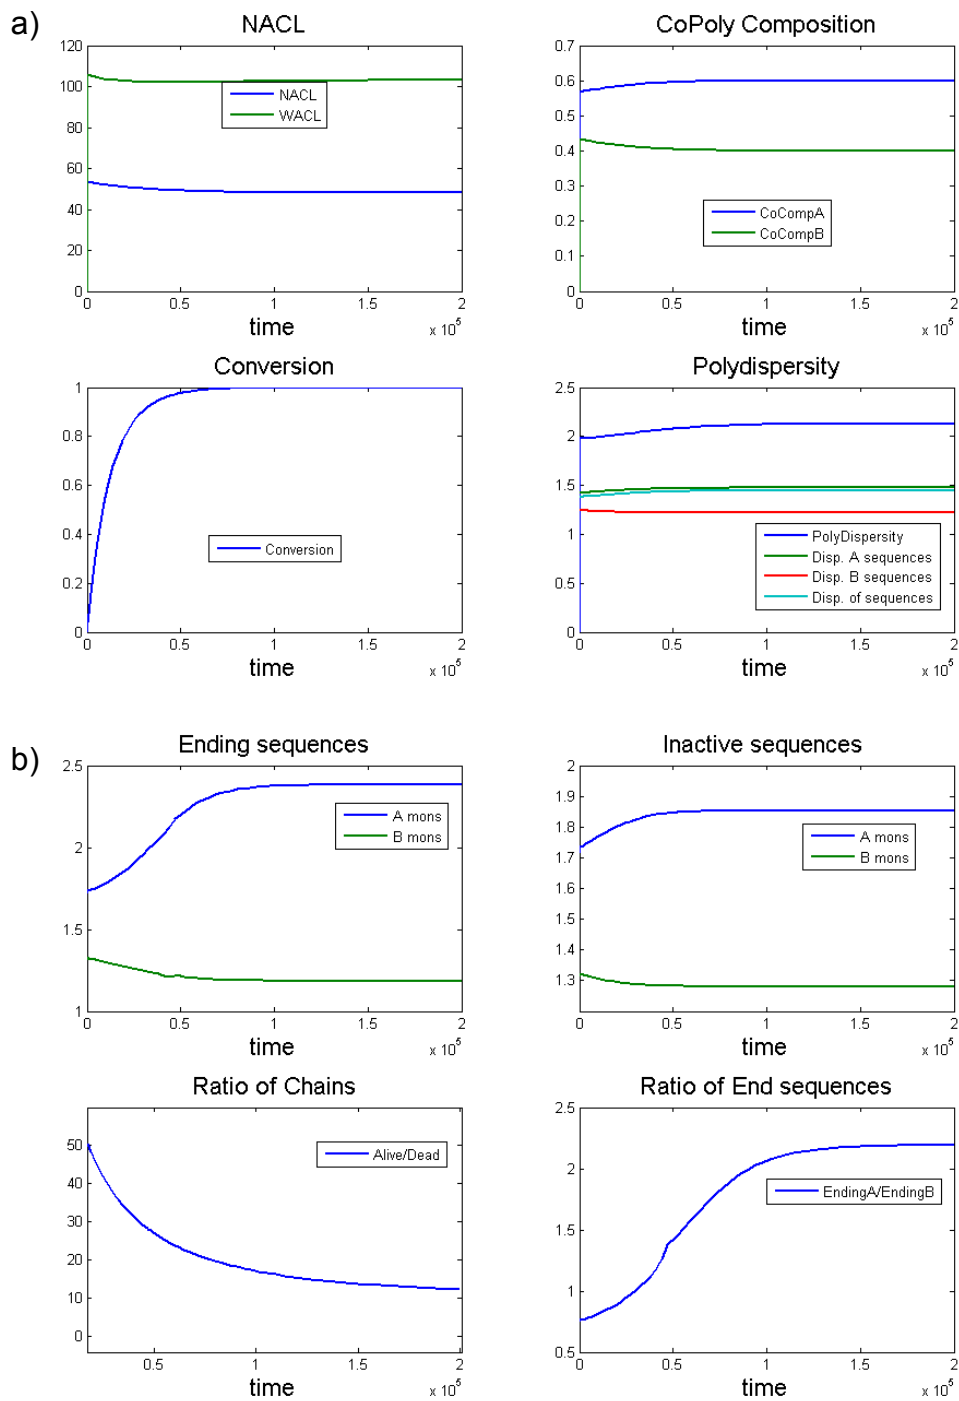 a)
NACL
120
100
80
60
40
20
0
NACL
WACL
0 0.5 1 1.5 2
time
x 10^5
CoPoly Composition
0.7
0.6
0.5
0.4
0.3
0.2
0.1
0
CoCompA
CoCompB
0 0.5 1 1.5 2
time
x 10^5
Conversion
1
0.8
0.6
0.4
0.2
0
Conversion
0 0.5 1 1.5 2
time
x 10^5
Polydispersity
2.5
2
1.5
1
0.5
0
PolyDispersity
Disp. A sequences
Disp. B sequences
Disp. of sequences
0 0.5 1 1.5 2
time
x 10^5
b)
Ending sequences
2.5
2
1.5
1
A mons
B mons
0 0.5 1 1.5 2
time
x 10^5
Inactive sequences
2
1.9
1.8
1.7
1.6
1.5
1.4
1.3
A mons
B mons
0 0.5 1 1.5 2
time
x 10^5
Ratio of Chains
50
40
30
20
10
0
Alive/Dead
0.5 1 1.5 2
time
x 10^5
Ratio of End sequences
2.5
2
1.5
1
0.5
EndingA/EndingB
0 0.5 1 1.5 2
time
x 10^5